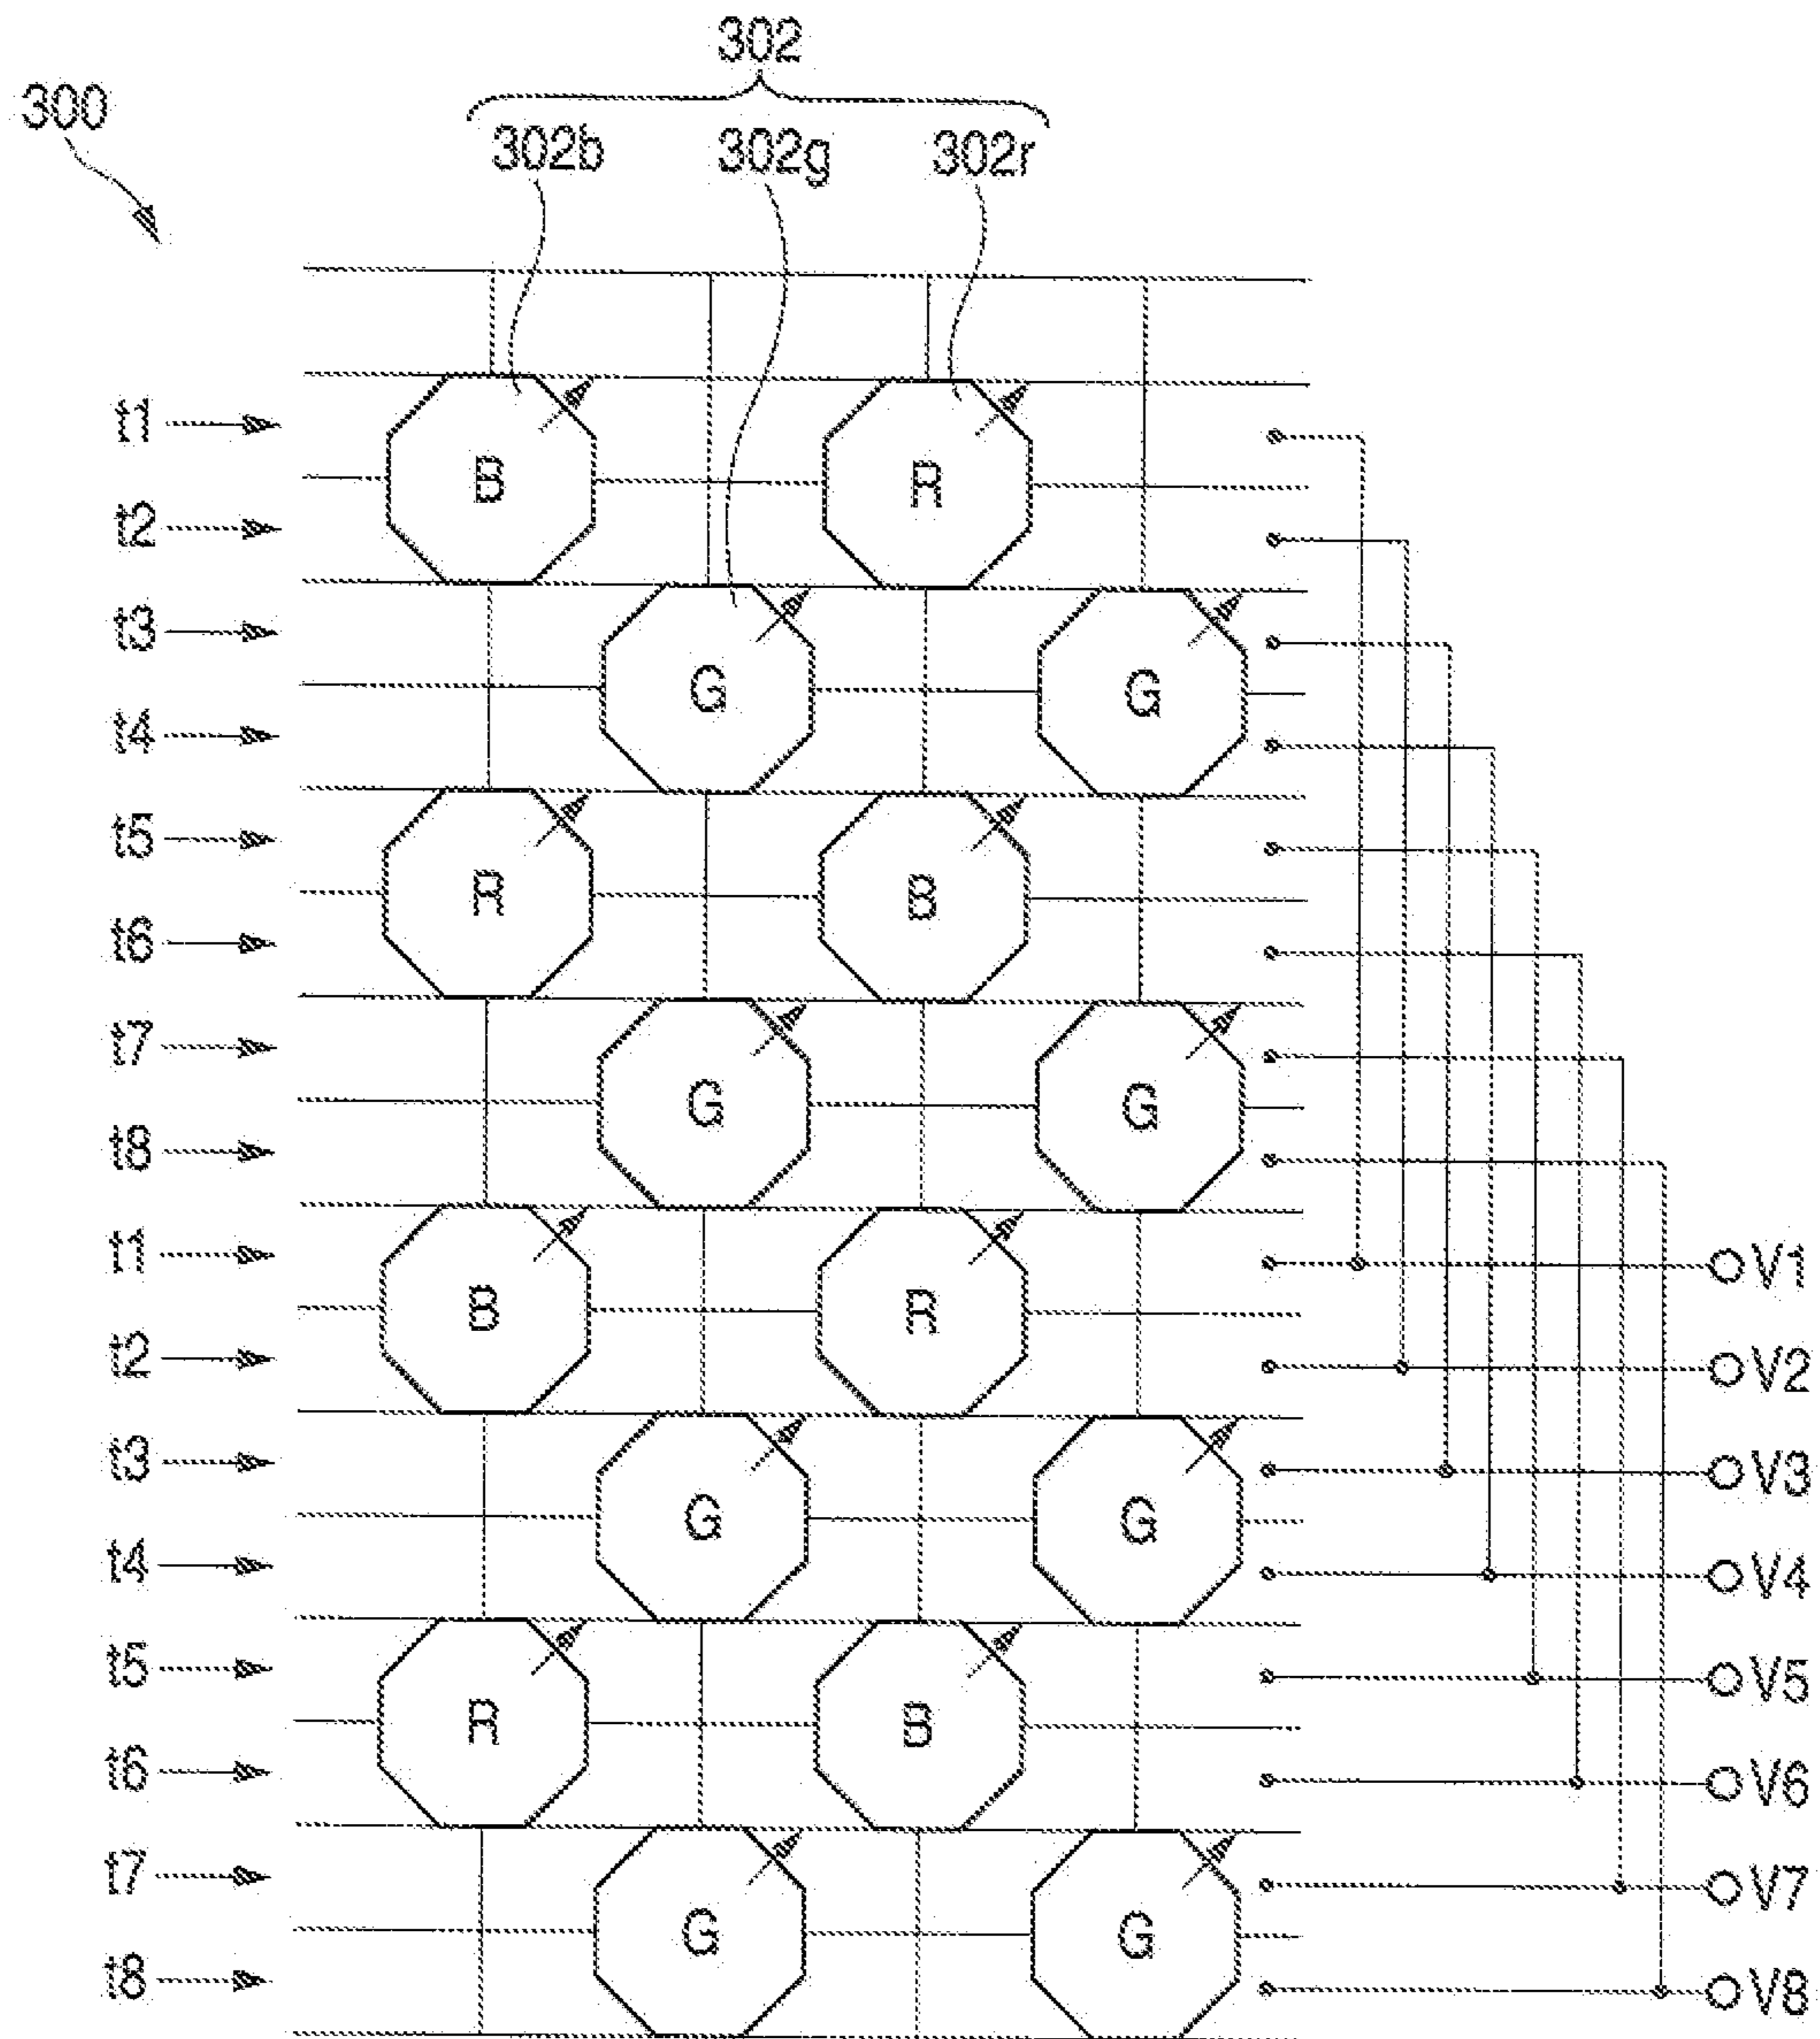 302
300
302b 302g 302r
t1
B R
t2
t3
G G
t4
t5
R B
t6
t7
G G
t8
t1 V1
B R
t2 V2
t3 V3
G G
t4 V4
t5 V5
R B
t6 V6
t7 V7
G G
t8 V8